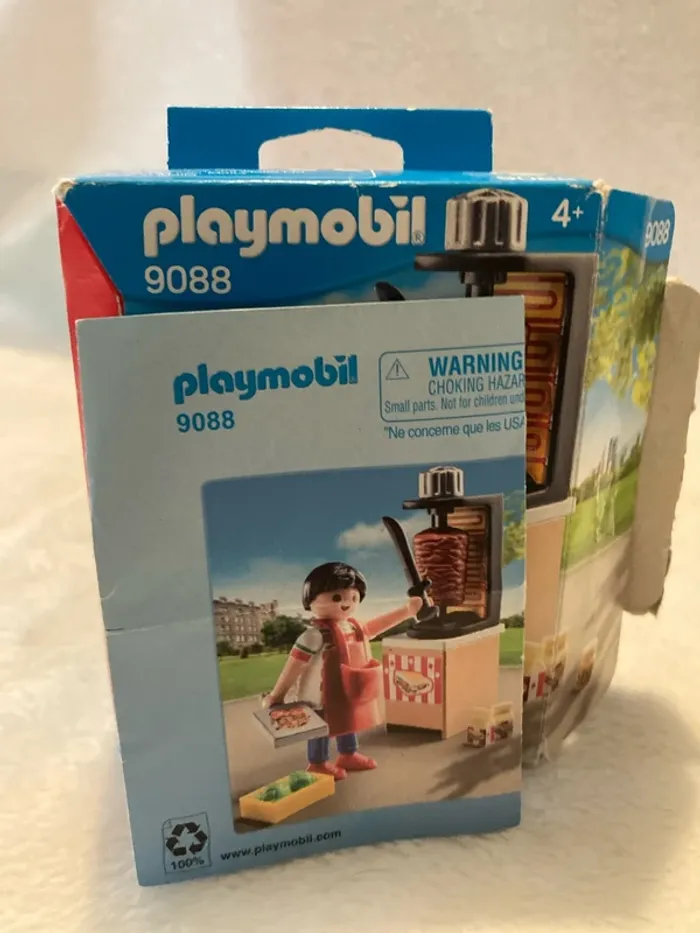 playmobil®
4+
9088
9088
playmobil
9088
WARNING
CHOKING HAZAR
Small parts. Not for children und
"Ne concerne que les USA
100%
www.playmobil.com